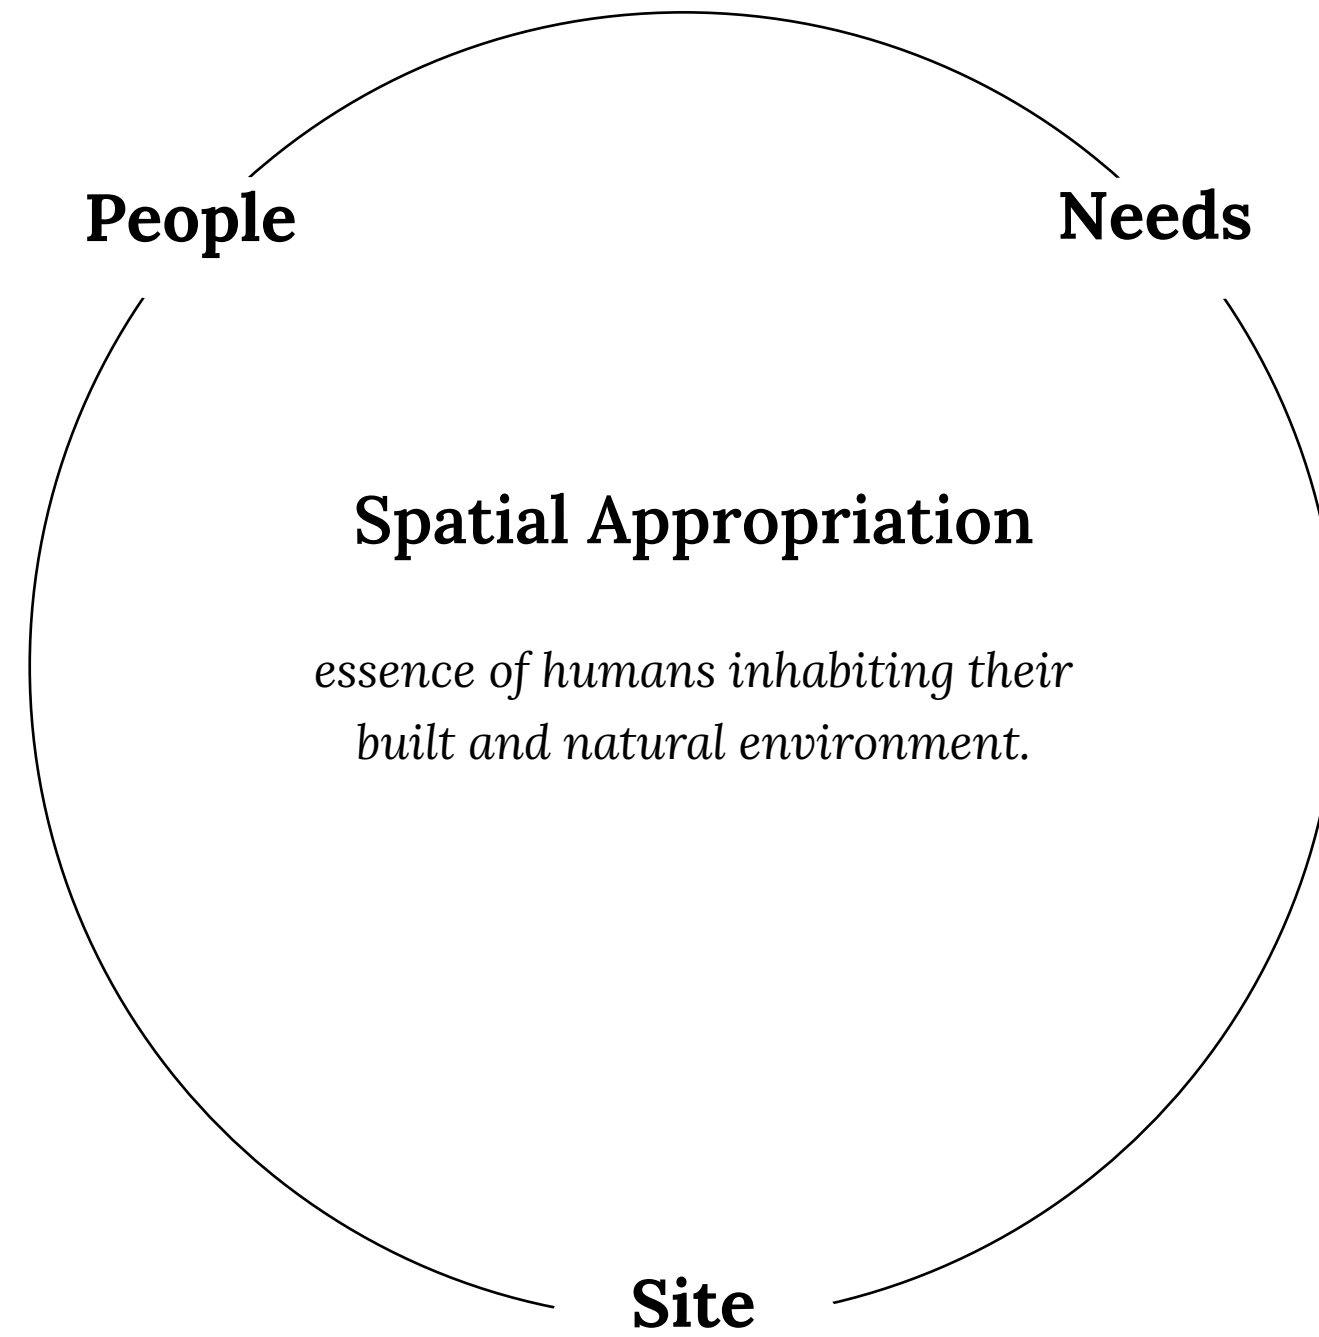 People
Needs
Spatial Appropriation
essence of humans inhabiting their
built and natural environment.
Site